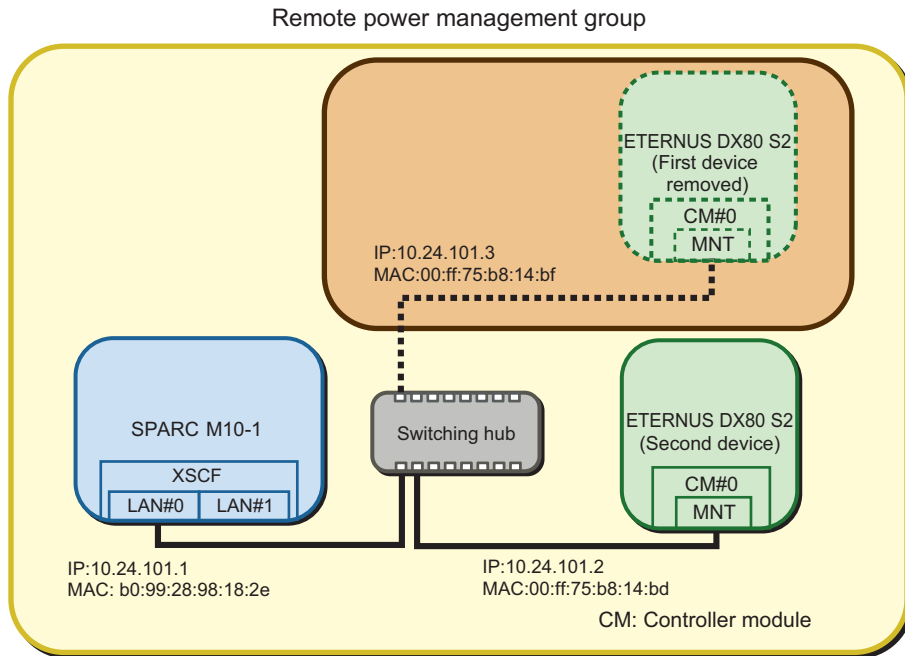 Remote power management group
ETERNUS DX80 S2
(First device
removed)
CM#0
MNT
IP:10.24.101.3
MAC:00:ff:75:b8:14:bf
SPARC M10-1
XSCF
LAN#0
LAN#1
Switching hub
ETERNUS DX80 S2
(Second device)
CM#0
MNT
IP:10.24.101.1
MAC: b0:99:28:98:18:2e
IP:10.24.101.2
MAC:00:ff:75:b8:14:bd
CM: Controller module